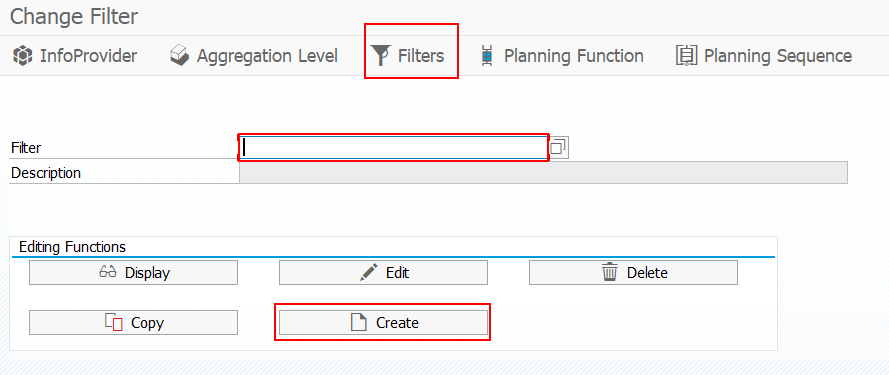 Change Filter
InfoProvider Aggregation Level Filters Planning Function Planning Sequence
Filter
Description
Editing Functions
Display Edit Delete
Copy Create